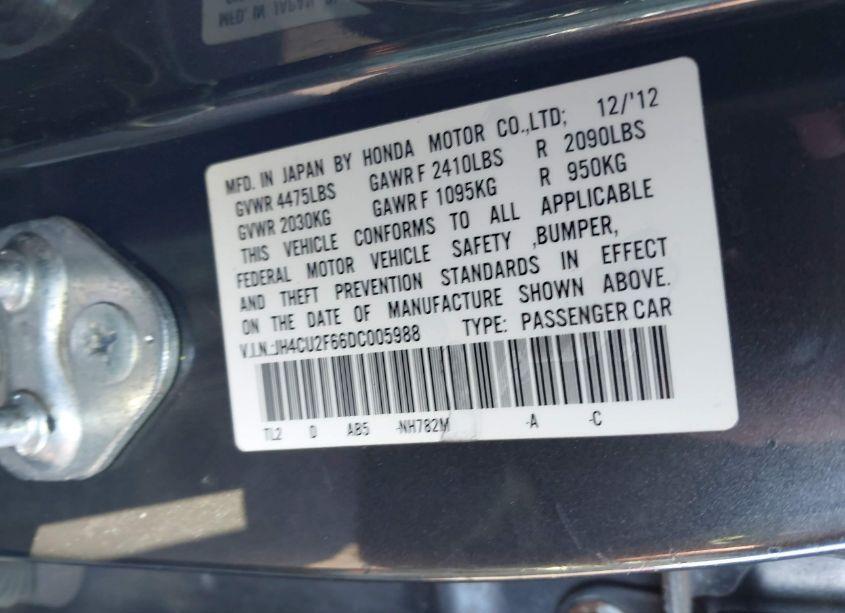 MFD. IN JAPAN BY HONDA MOTOR CO.,LTD; 12/'12
GVWR 4475LBS GAWR F 2410LBS R 2090LBS
GVWR 2030KG GAWR F 1095KG R 950KG
THIS VEHICLE CONFORMS TO ALL APPLICABLE
FEDERAL MOTOR VEHICLE SAFETY ,BUMPER,
AND THEFT PREVENTION STANDARDS IN EFFECT
ON THE DATE OF MANUFACTURE SHOWN ABOVE.
V.I.N.:JH4CU2F66DC005988 TYPE: PASSENGER CAR
TL2 D AB5 -NH782M -A -C